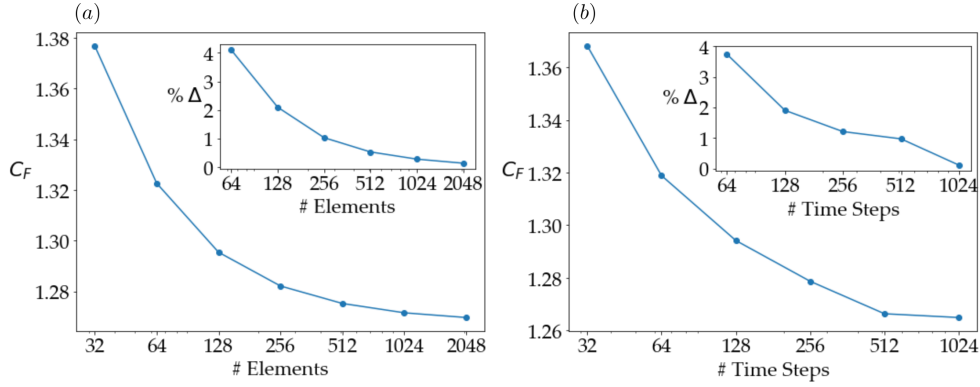 (a)
1.38
1.36
1.34
1.32
1.30
1.28
C_F
32 64 128 256 512 1024 2048
# Elements
4
3
2
1
0
% Δ
64 128 256 512 1024 2048
# Elements
(b)
1.36
1.34
1.32
1.30
1.28
1.26
C_F
32 64 128 256 512 1024
# Time Steps
4
3
2
1
0
% Δ
64 128 256 512 1024
# Time Steps